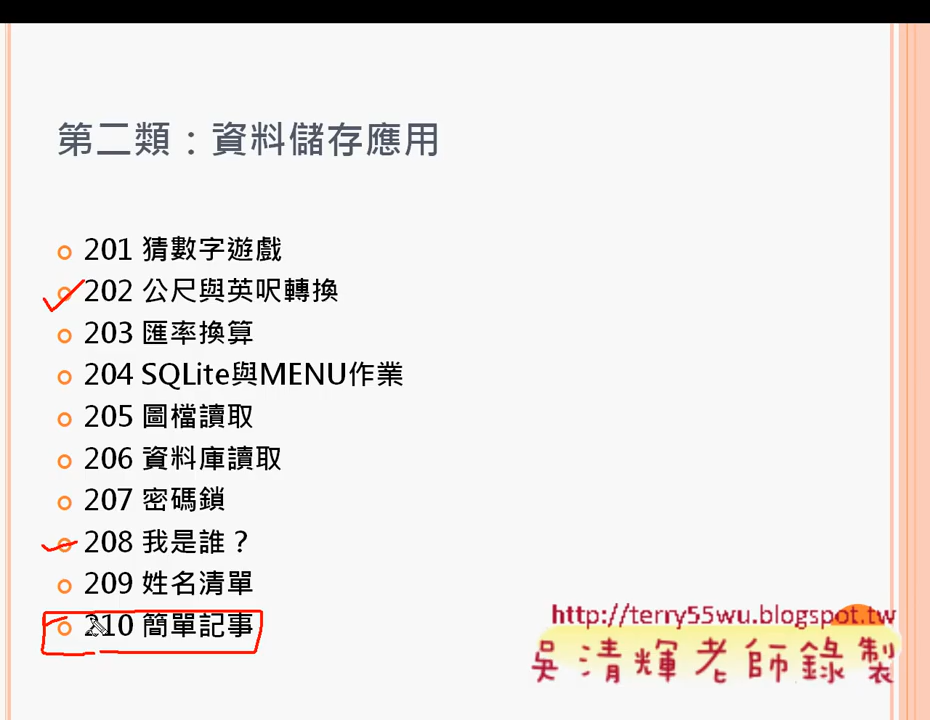 第二類：資料儲存應用
201 猜數字遊戲
202 公尺與英呎轉換
203 匯率換算
204 SQLite與MENU作業
205 圖檔讀取
206 資料庫讀取
207 密碼鎖
208 我是誰？
209 姓名清單
210 簡單記事
http://terry55wu.blogspot.tw
吳清輝老師錄製